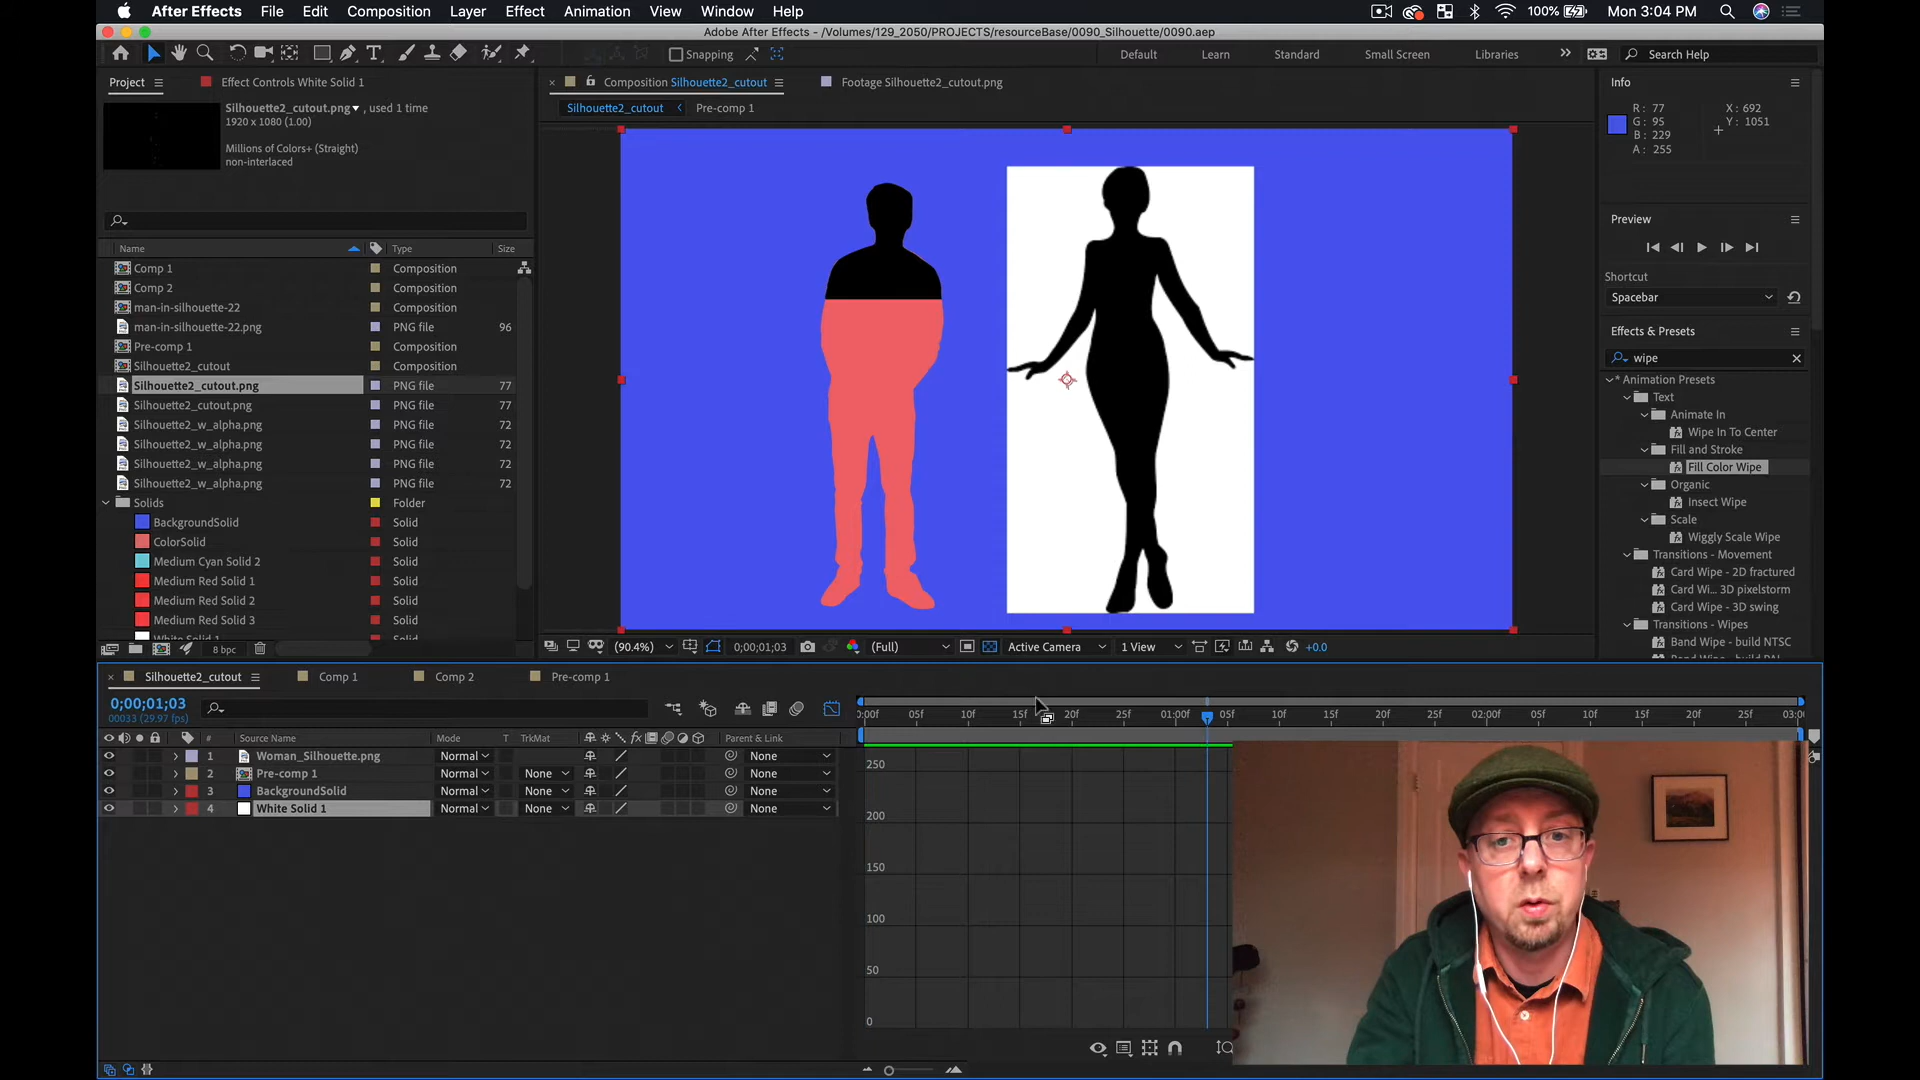 After Effects File Edit Composition Layer Effect Animation View Window Help 100% Mon 3:04 PM
Adobe After Effects - /Volumes/129_2050/PROJECTS/resourceBase/0090_Silhouette/0090.aep
Snapping Default Learn Standard Small Screen Libraries Search Help
Project Effect Controls White Solid 1 Composition Silhouette2_cutout Footage Silhouette2_cutout.png Info
Silhouette2_cutout.png , used 1 time Silhouette2_cutout Pre-comp 1
1920 x 1080 (1.00)
Millions of Colors+ (Straight)
non-interlaced
R: 77 X: 692
G: 95 Y: 1051
B: 229
A: 255
Preview
Shortcut
Spacebar
Effects & Presets
wipe
* Animation Presets
Text
Animate In
Wipe In To Center
Fill and Stroke
Fill Color Wipe
Organic
Insect Wipe
Scale
Wiggly Scale Wipe
Transitions - Movement
Card Wipe - 2D fractured
Card Wi... 3D pixelstorm
Card Wipe - 3D swing
Transitions - Wipes
Band Wipe - build NTSC
Name Type Size
Comp 1 Composition
Comp 2 Composition
man-in-silhouette-22 Composition
man-in-silhouette-22.png PNG file 96
Pre-comp 1 Composition
Silhouette2_cutout Composition
Silhouette2_cutout.png PNG file 77
Silhouette2_cutout.png PNG file 77
Silhouette2_w_alpha.png PNG file 72
Silhouette2_w_alpha.png PNG file 72
Silhouette2_w_alpha.png PNG file 72
Silhouette2_w_alpha.png PNG file 72
Solids Folder
BackgroundSolid Solid
ColorSolid Solid
Medium Cyan Solid 2 Solid
Medium Red Solid 1 Solid
Medium Red Solid 2 Solid
Medium Red Solid 3 Solid
White Solid 1 Solid
8 bpc (90.4%) 0;00;01;03 (Full) Active Camera 1 View +0.0
Silhouette2_cutout Comp 1 Comp 2 Pre-comp 1
0;00;01;03
00033 (29.97 fps)
0:00f 05f 10f 15f 20f 25f 01:00f 05f 10f 15f 20f 25f 02:00f 05f 10f 15f 20f 25f 03:00
# Source Name Mode T TrkMat Parent & Link
1 Woman_Silhouette.png Normal None
2 Pre-comp 1 Normal None None
3 BackgroundSolid Normal None None
4 White Solid 1 Normal None None
250
200
150
100
50
0